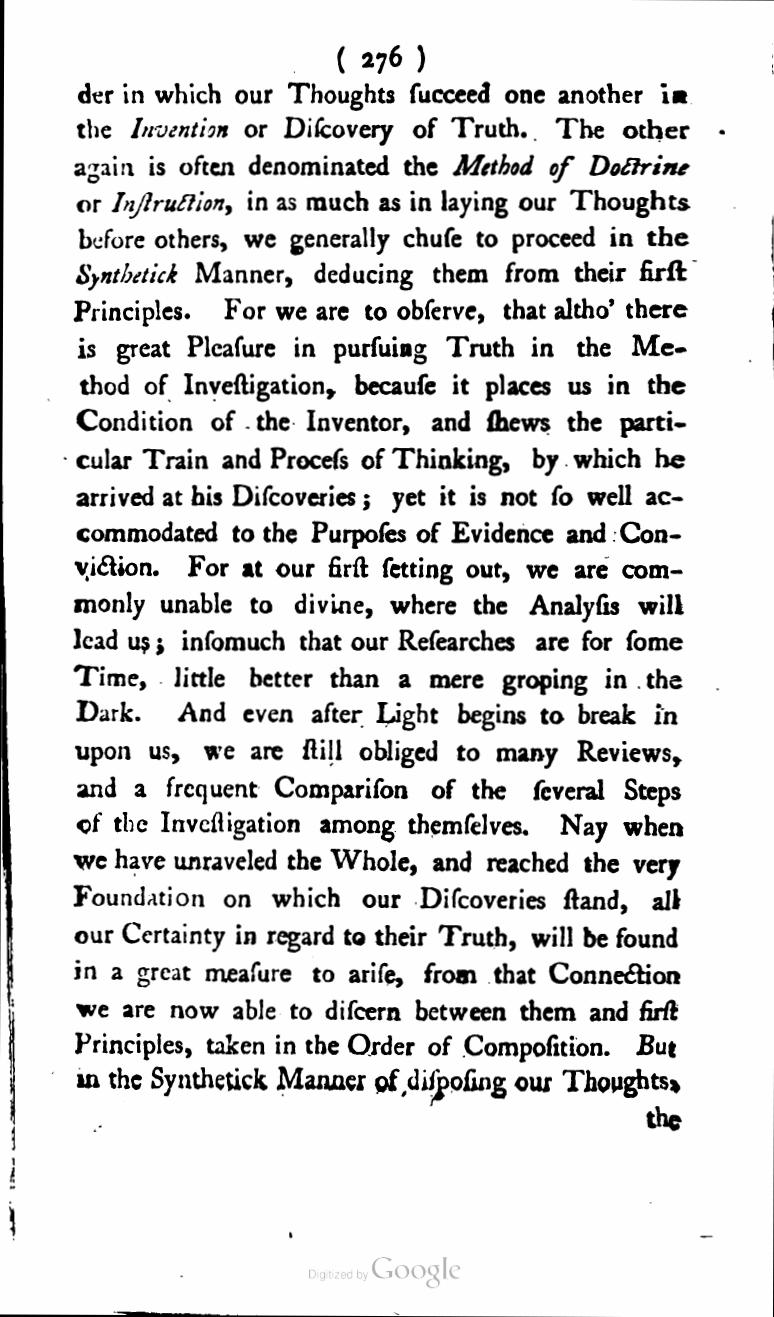 ( 276 )
der in which our Thoughts ſucceed one another in
the Invention or Diſcovery of Truth. The other
again is often denominated the Method of Doctrine
or Inſtruction, in as much as in laying our Thoughts
before others, we generally chuſe to proceed in the
Synthetick Manner, deducing them from their firſt
Principles. For we are to obſerve, that altho' there
is great Pleaſure in purſuing Truth in the Me-
thod of Inveſtigation, becauſe it places us in the
Condition of the Inventor, and ſhews the parti-
cular Train and Proceſs of Thinking, by which he
arrived at his Diſcoveries; yet it is not ſo well ac-
commodated to the Purpoſes of Evidence and Con-
viction. For at our firſt ſetting out, we are com-
monly unable to divine, where the Analyſis will
lead us; inſomuch that our Reſearches are for ſome
Time, little better than a mere groping in the
Dark. And even after Light begins to break in
upon us, we are ſtill obliged to many Reviews,
and a frequent Compariſon of the ſeveral Steps
of the Inveſtigation among themſelves. Nay when
we have unraveled the Whole, and reached the very
Foundation on which our Diſcoveries ſtand, all
our Certainty in regard to their Truth, will be found
in a great meaſure to ariſe, from that Connection
we are now able to diſcern between them and firſt
Principles, taken in the Order of Compoſition. But
in the Synthetick Manner of diſpoſing our Thoughts,
the
Digitized by Google